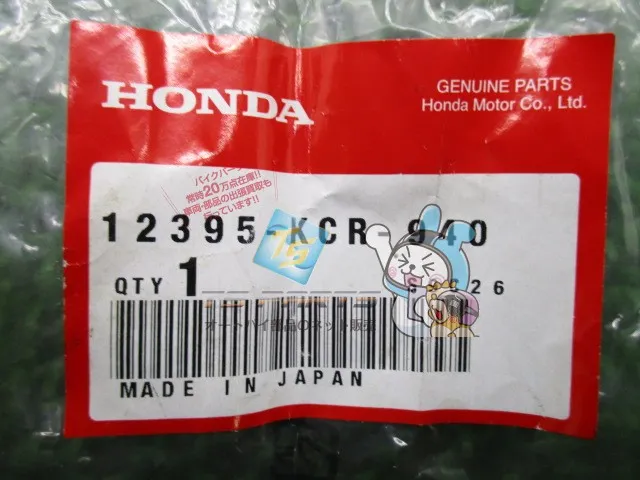 HONDA
GENUINE PARTS
Honda Motor Co., Ltd.
バイクパーツ
常時20万点在庫!!
車両・部品の出張買取も
行っています!!
12395-KCR-940
QTY 1
26
オートバイ部品のネット販売
MADE IN JAPAN